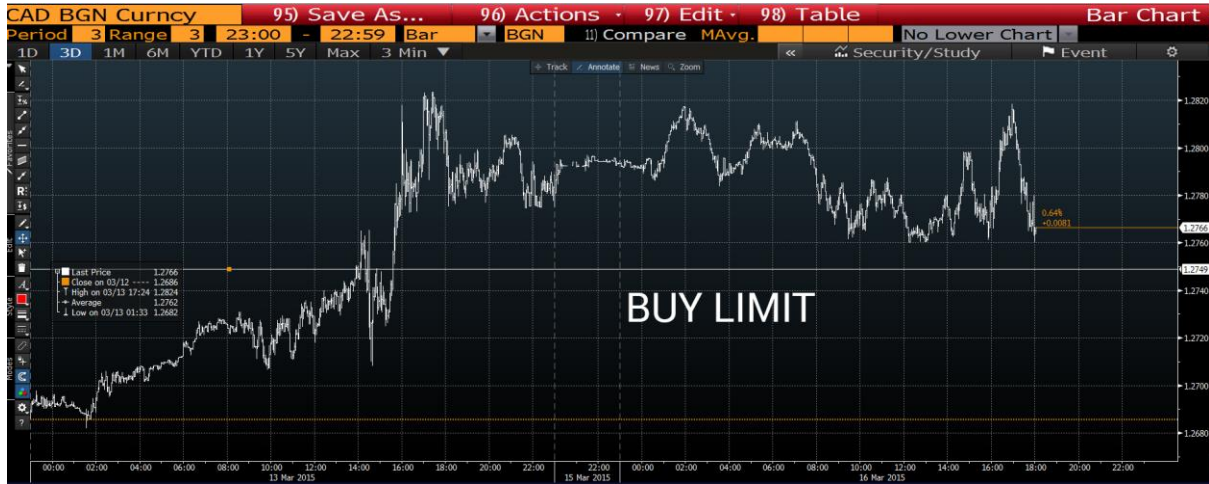 CAD BGN Curncy 95) Save As... 96) Actions 97) Edit 98) Table Bar Chart
Period 3 Range 3 23:00 - 22:59 Bar BGN 11) Compare MAvg. No Lower Chart
1D 3D 1M 6M YTD 1Y 5Y Max 3 Min ▼ « Security/Study Event
Track Annotate News Zoom
Favorites
R
Edit
Style
Modes
?
1.2820
1.2800
1.2780
0.64%
+0.0081
1.2766
1.2760
1.2749
Last Price 1.2766
Close on 03/12 ---- 1.2686
High on 03/13 17:24 1.2824
Average 1.2762
Low on 03/13 01:33 1.2682
BUY LIMIT
1.2740
1.2720
1.2700
1.2680
00:00 02:00 04:00 06:00 08:00 10:00 12:00 14:00 16:00 18:00 20:00 22:00 22:00 00:00 02:00 04:00 06:00 08:00 10:00 12:00 14:00 16:00 18:00 20:00 22:00
13 Mar 2015 15 Mar 2015 16 Mar 2015